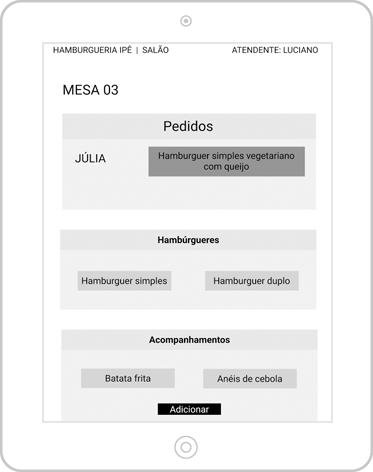 HAMBURGUERIA IPÊ | SALÃO ATENDENTE: LUCIANO
MESA 03
Pedidos
JÚLIA
Hamburguer simples vegetariano
com queijo
Hambúrgueres
Hamburguer simples Hamburguer duplo
Acompanhamentos
Batata frita Anéis de cebola
Adicionar